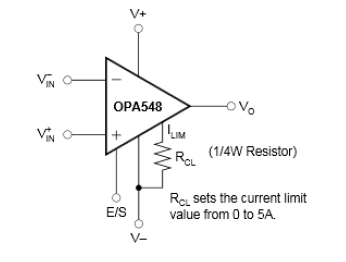 V+
V−IN
OPA548
VO
V+IN
ILIM
RCL
(1/4W Resistor)
RCL sets the current limit
value from 0 to 5A.
E/S
V–